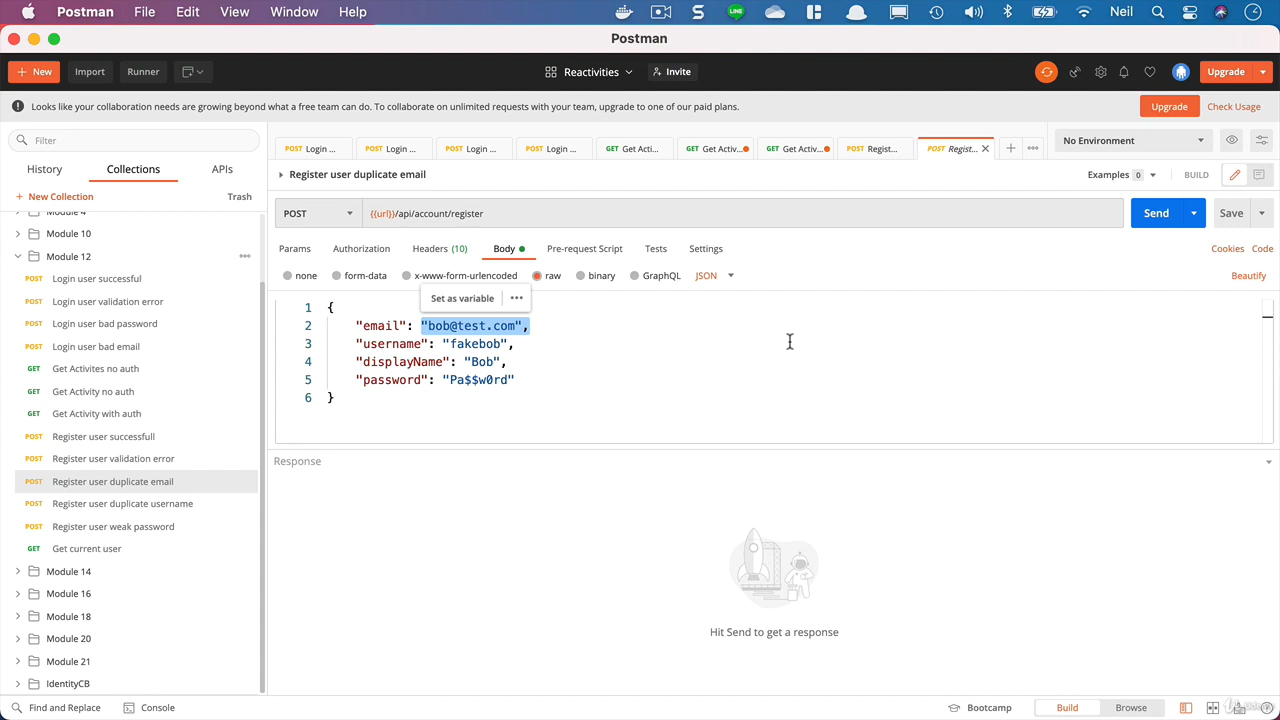 Postman File Edit View Window Help Neil
Postman
New Import Runner Reactivities Invite Upgrade
Looks like your collaboration needs are growing beyond what a free team can do. To collaborate on unlimited requests with your team, upgrade to one of our paid plans. Upgrade Check Usage
Filter
POST Login ... POST Login ... POST Login ... POST Login ... GET Get Acti... GET Get Activ... GET Get Activ... POST Regist... POST Regist... No Environment
History Collections APIs
Register user duplicate email Examples 0 BUILD
+ New Collection Trash
Module 4
POST {{url}}/api/account/register Send Save
Module 10
Params Authorization Headers (10) Body Pre-request Script Tests Settings Cookies Code
Module 12
none form-data x-www-form-urlencoded raw binary GraphQL JSON Beautify
POST Login user successful
Set as variable
POST Login user validation error
1 {
2 "email": "bob@test.com",
POST Login user bad password
3 "username": "fakebob",
POST Login user bad email
4 "displayName": "Bob",
GET Get Activites no auth
5 "password": "Pa$$w0rd"
GET Get Activity no auth
6 }
GET Get Activity with auth
POST Register user successfull
POST Register user validation error
Response
POST Register user duplicate email
POST Register user duplicate username
POST Register user weak password
GET Get current user
Module 14
Module 16
Module 18
Hit Send to get a response
Module 20
Module 21
IdentityCB
Find and Replace Console Bootcamp Build Browse